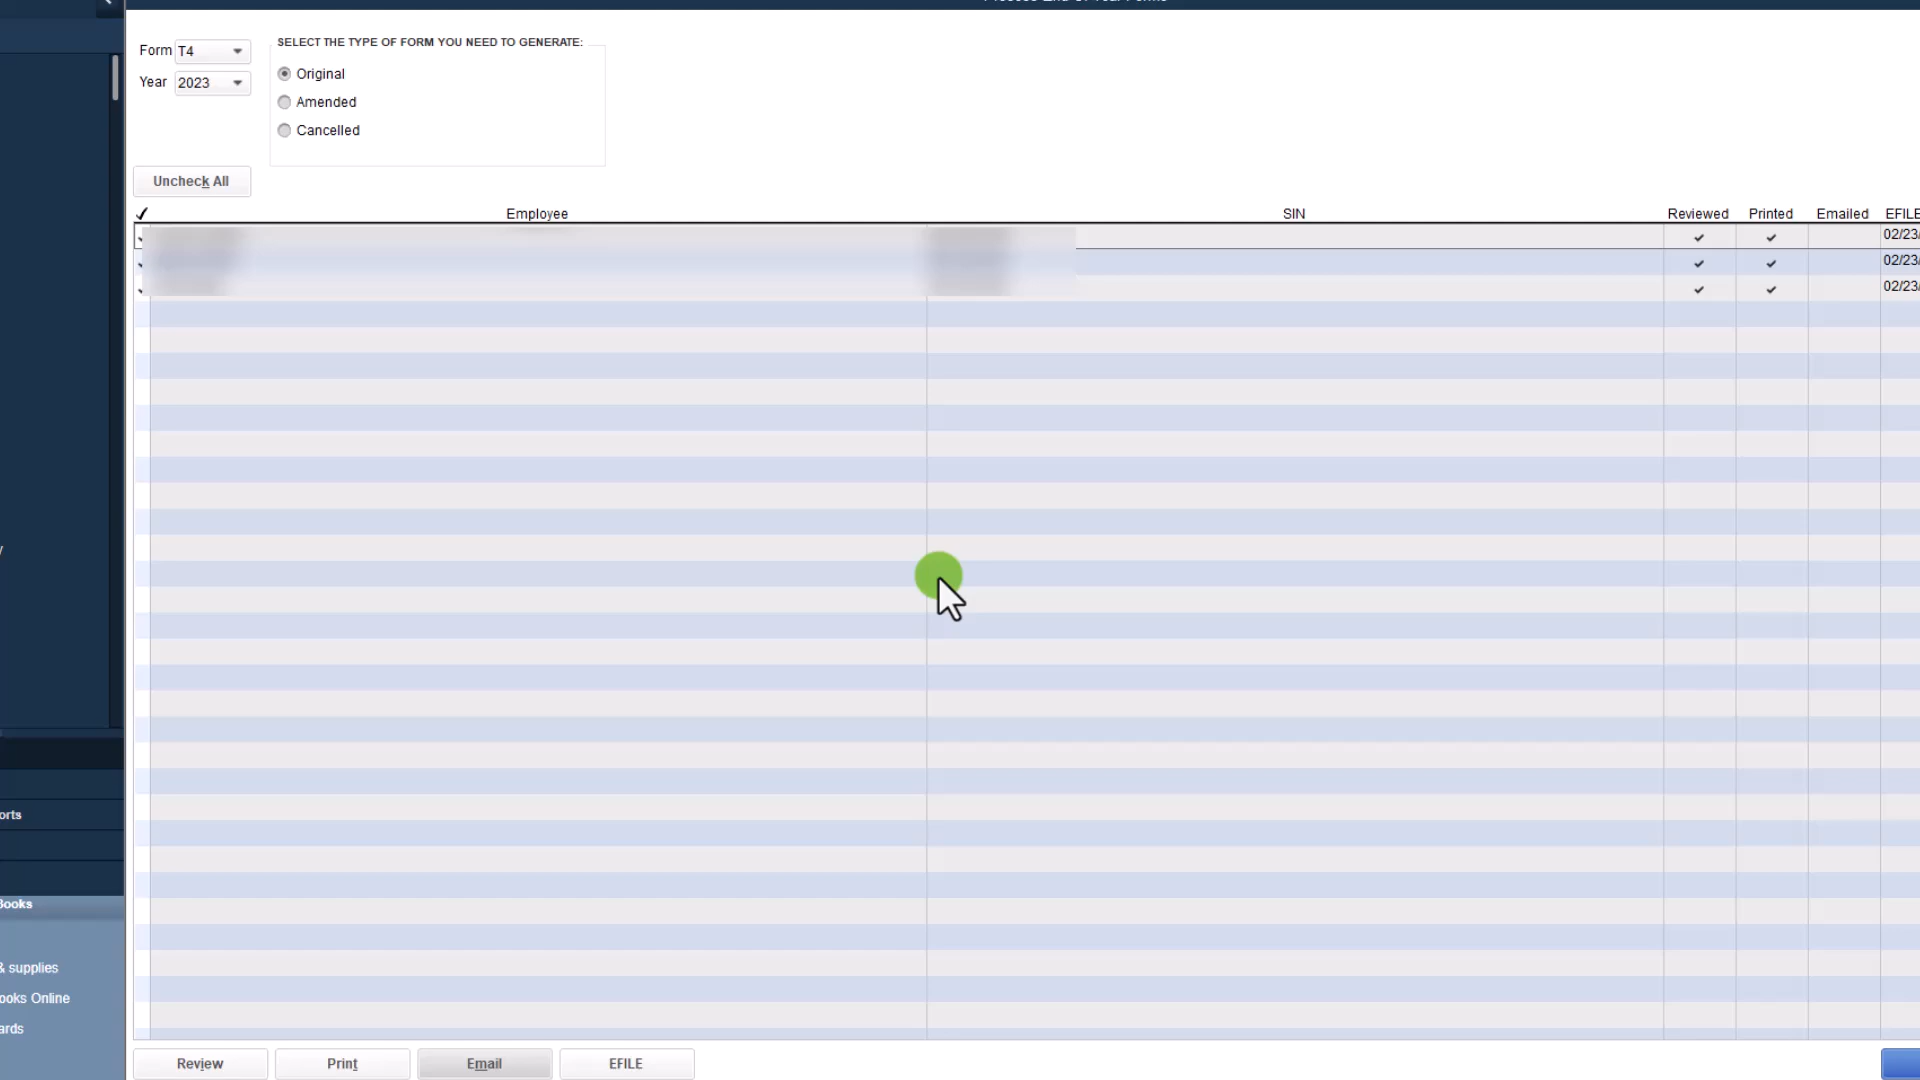 Form T4
Year 2023
SELECT THE TYPE OF FORM YOU NEED TO GENERATE:
Original
Amended
Cancelled
Uncheck All
Employee SIN Reviewed Printed Emailed EFILE
02/23/
02/23/
02/23/
orts
Books
& supplies
ooks Online
ards
Review Print Email EFILE